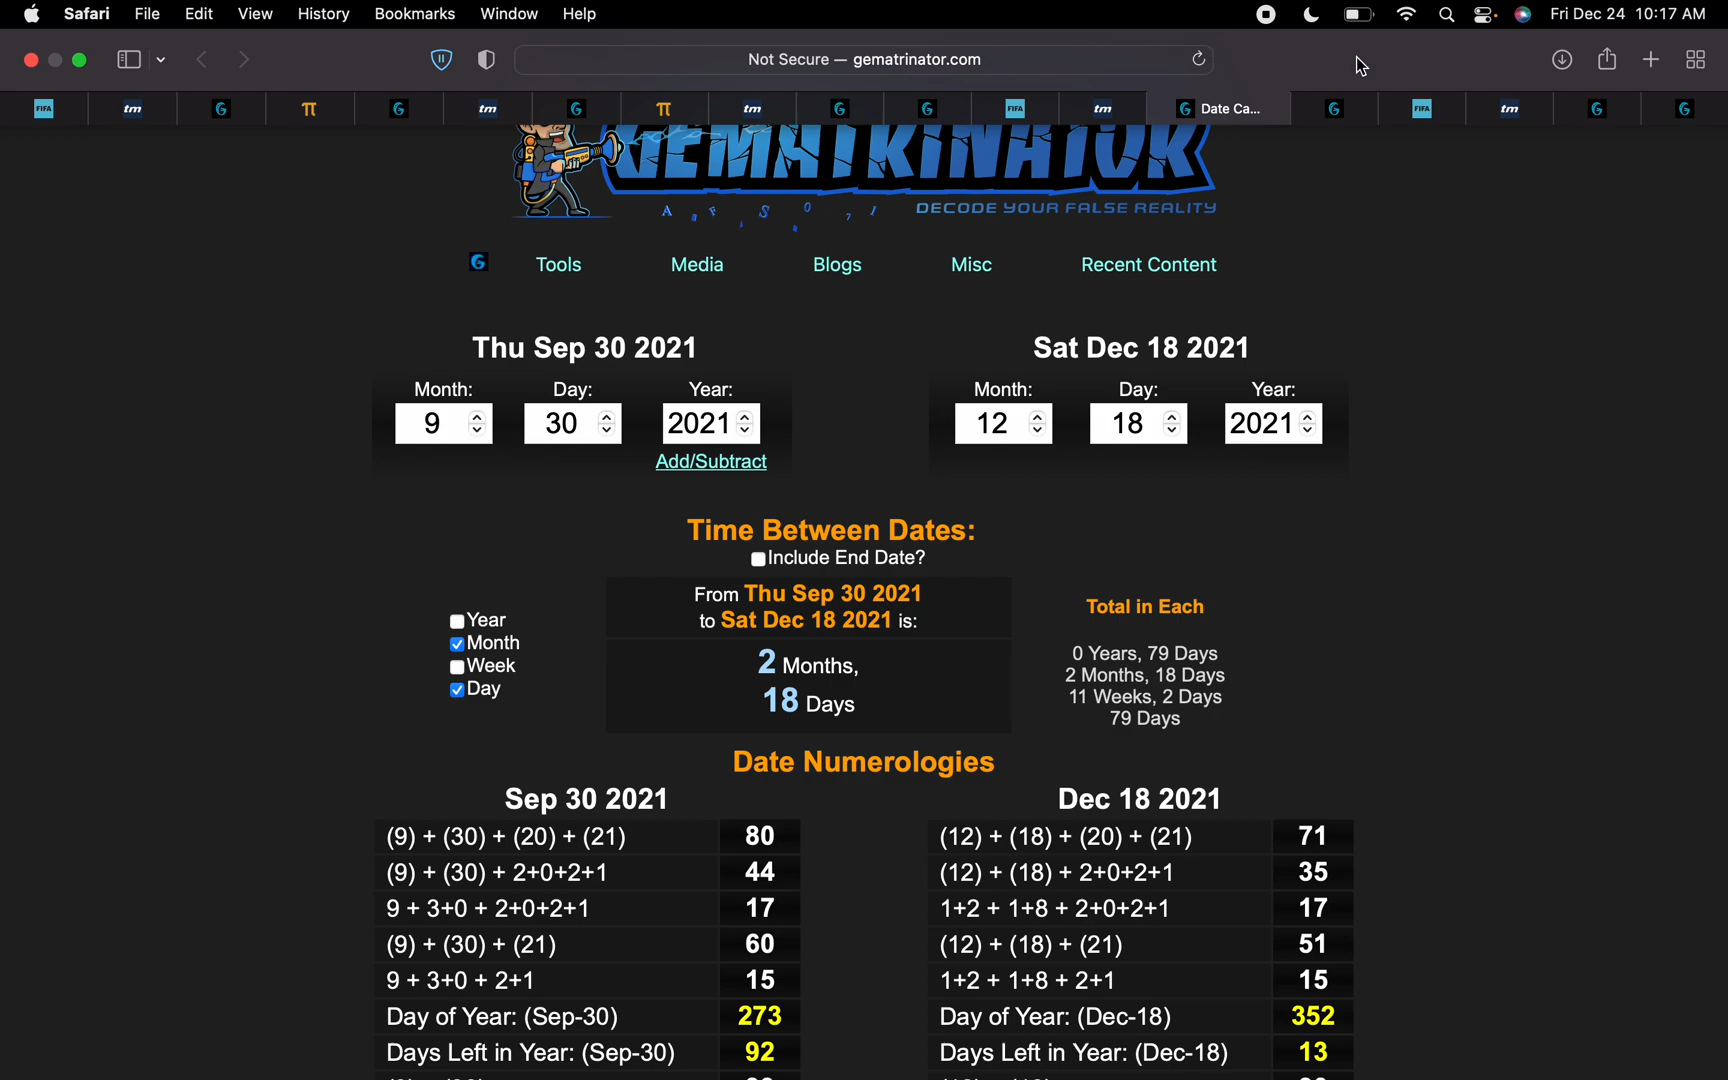 Safari File Edit View History Bookmarks Window Help Fri Dec 24 10:17 AM
Not Secure — gematrinator.com
FIFA tm G π G tm G π tm G G FIFA tm G Date Ca... G FIFA tm G G
GEMATRINATOR
DECODE YOUR FALSE REALITY
G Tools Media Blogs Misc Recent Content
Thu Sep 30 2021 Sat Dec 18 2021
Month: Day: Year: Month: Day: Year:
9 30 2021 12 18 2021
Add/Subtract
Time Between Dates:
Include End Date?
From Thu Sep 30 2021
to Sat Dec 18 2021 is:
2 Months,
18 Days
Year
Month
Week
Day
Total in Each
0 Years, 79 Days
2 Months, 18 Days
11 Weeks, 2 Days
79 Days
Date Numerologies
Sep 30 2021 Dec 18 2021
(9) + (30) + (20) + (21) 80 (12) + (18) + (20) + (21) 71
(9) + (30) + 2+0+2+1 44 (12) + (18) + 2+0+2+1 35
9 + 3+0 + 2+0+2+1 17 1+2 + 1+8 + 2+0+2+1 17
(9) + (30) + (21) 60 (12) + (18) + (21) 51
9 + 3+0 + 2+1 15 1+2 + 1+8 + 2+1 15
Day of Year: (Sep-30) 273 Day of Year: (Dec-18) 352
Days Left in Year: (Sep-30) 92 Days Left in Year: (Dec-18) 13